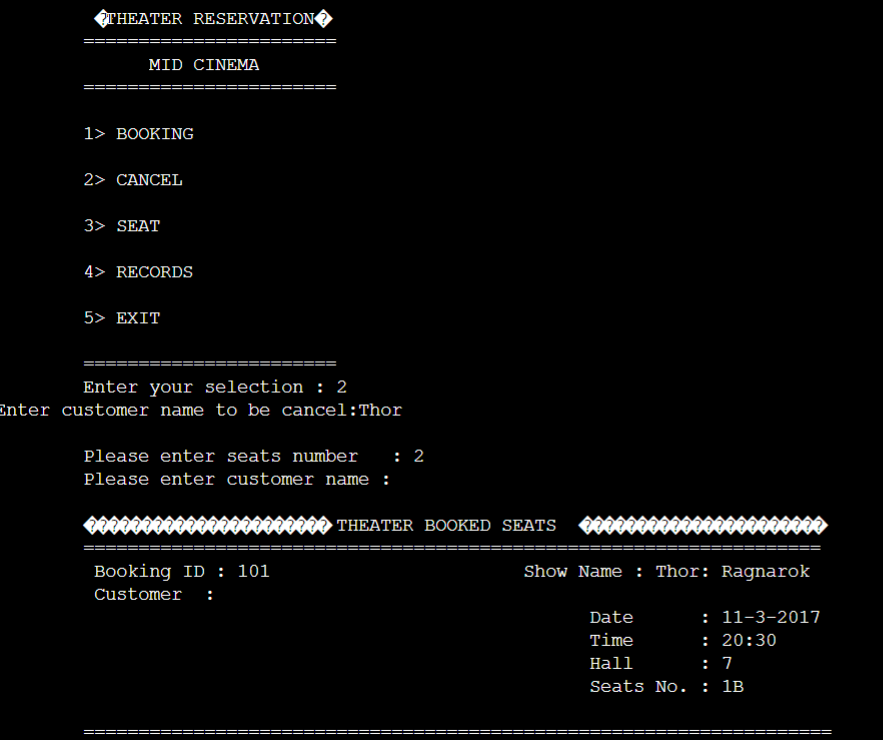 �THEATER RESERVATION�
=======================
MID CINEMA
=======================
1> BOOKING
2> CANCEL
3> SEAT
4> RECORDS
5> EXIT
=======================
Enter your selection : 2
Enter customer name to be cancel:Thor
Please enter seats number   : 2
Please enter customer name :
���������������������� THEATER BOOKED SEATS  ����������������������
===================================================================
Booking ID : 101 Show Name : Thor: Ragnarok
Customer  :
Date      : 11-3-2017
Time      : 20:30
Hall      : 7
Seats No. : 1B
====================================================================